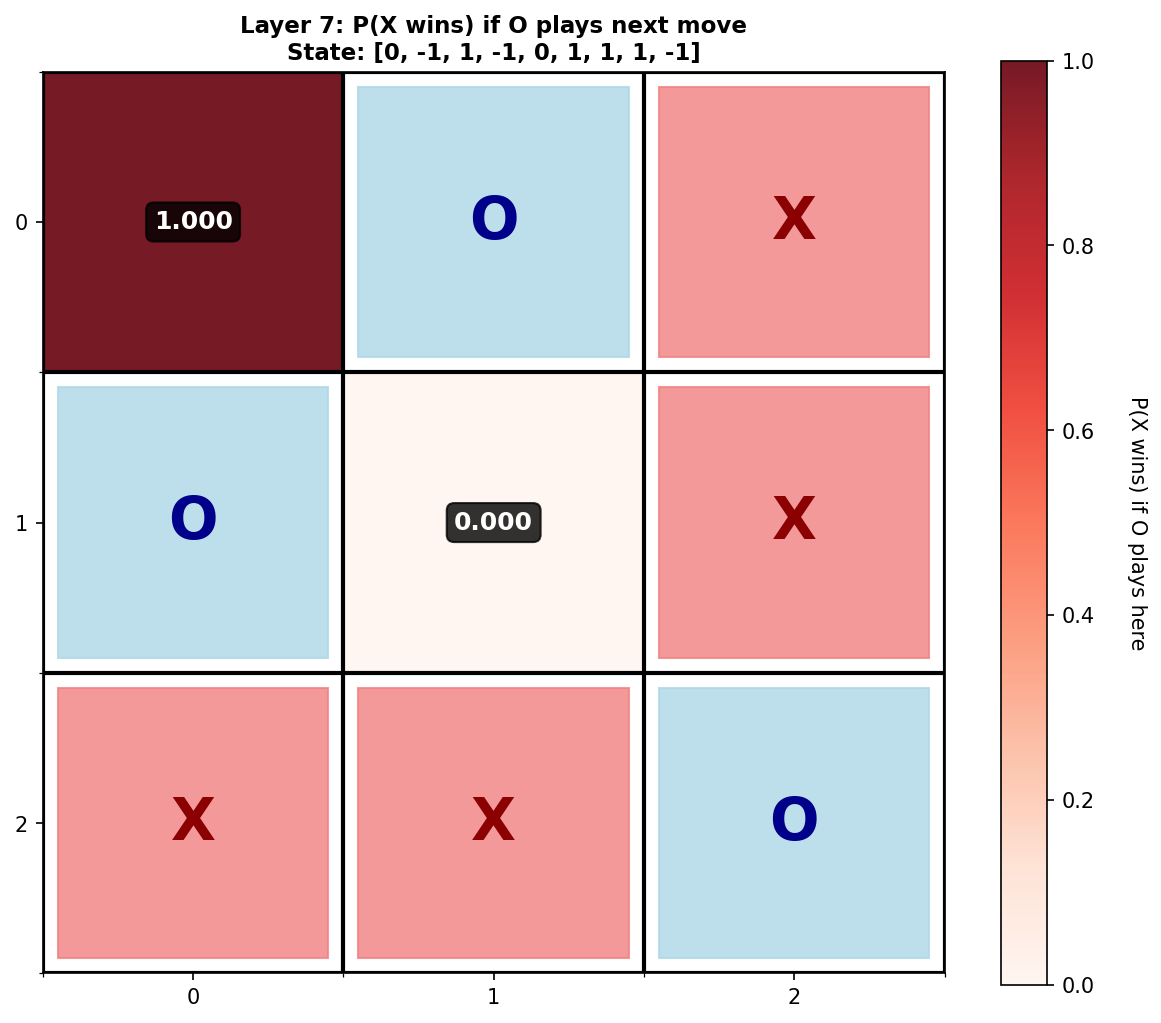 Layer 7: P(X wins) if O plays next move
State: [0, -1, 1, -1, 0, 1, 1, 1, -1]
0
1.000
O
X
1
O
0.000
X
2
X
X
O
0
1
2
1.0
0.8
0.6
0.4
0.2
0.0
P(X wins) if O plays here